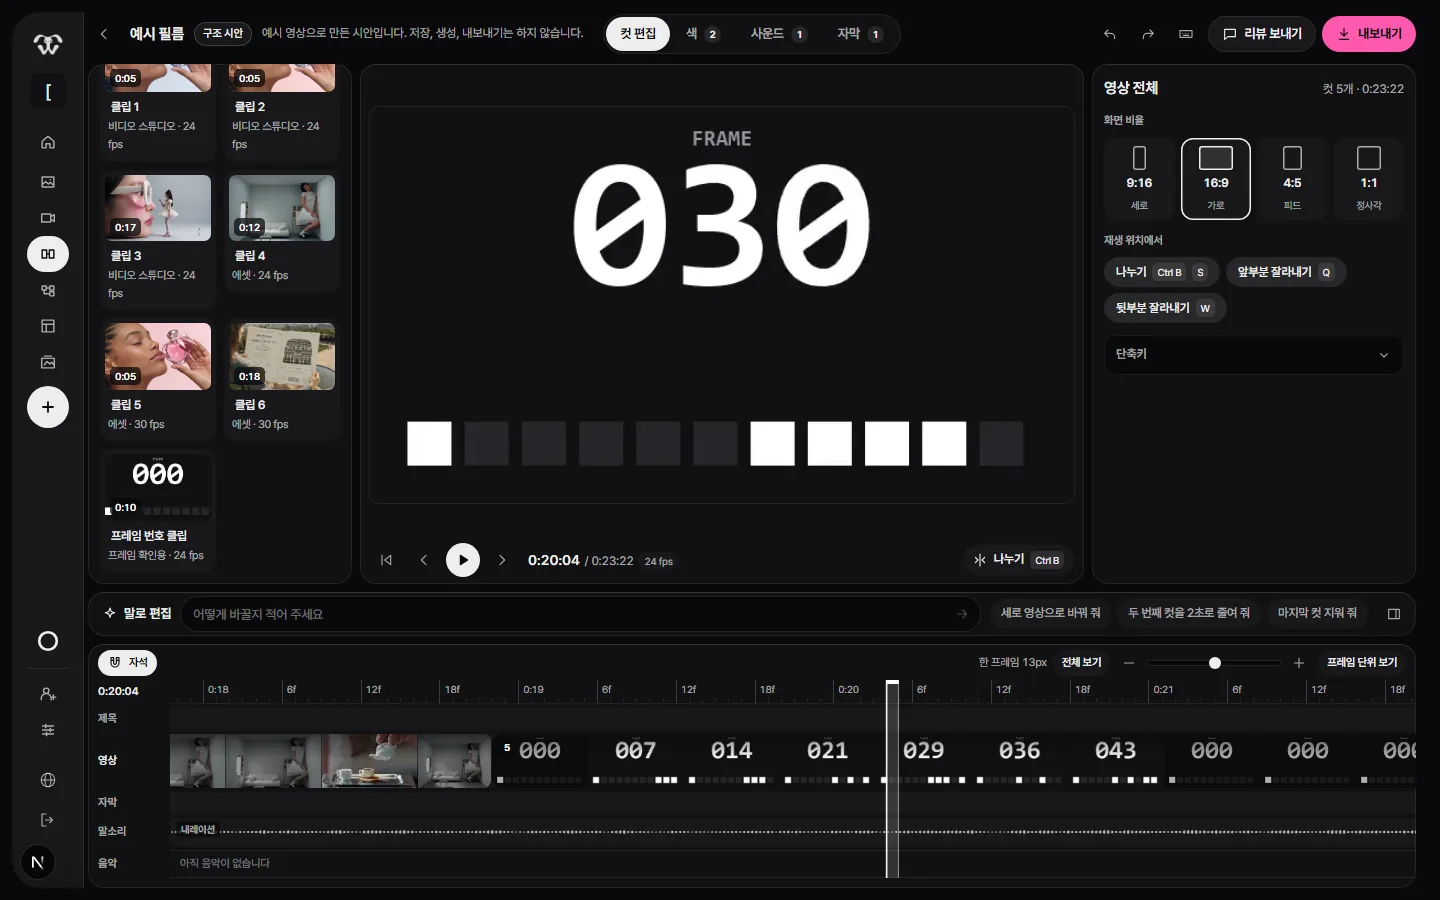 예시 필름
구조 시안
예시 영상으로 만든 시안입니다. 저장, 생성, 내보내기는 하지 않습니다.
컷 편집
색 2
사운드 1
자막 1
리뷰 보내기
내보내기
[
0:05
클립 1
비디오 스튜디오 · 24
fps
0:05
클립 2
비디오 스튜디오 · 24
fps
0:17
클립 3
비디오 스튜디오 · 24
fps
0:12
클립 4
에셋 · 24 fps
0:05
클립 5
에셋 · 30 fps
0:18
클립 6
에셋 · 30 fps
000
0:10
프레임 번호 클립
프레임 확인용 · 24 fps
FRAME
030
0:20:04 / 0:23:22 24 fps
나누기 Ctrl B
영상 전체
컷 5개 · 0:23:22
화면 비율
9:16
세로
16:9
가로
4:5
피드
1:1
정사각
재생 위치에서
나누기 Ctrl B S
앞부분 잘라내기 Q
뒷부분 잘라내기 W
단축키
말로 편집
어떻게 바꿀지 적어 주세요
세로 영상으로 바꿔 줘
두 번째 컷을 2초로 줄여 줘
마지막 컷 지워 줘
자석
한 프레임 13px
전체 보기
프레임 단위 보기
0:20:04
0:18 6f 12f 18f 0:19 6f 12f 18f 0:20 6f 12f 18f 0:21 6f 12f 18f
제목
영상
5 000 007 014 021 029 036 043 000 000 000
자막
말소리
내레이션
음악
아직 음악이 없습니다
N